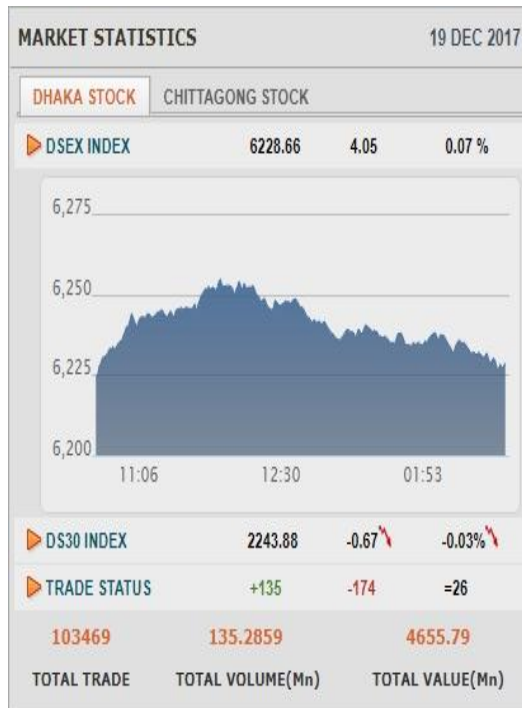 MARKET STATISTICS 19 DEC 2017
DHAKA STOCK CHITTAGONG STOCK
DSEX INDEX 6228.66 4.05 0.07 %
6,275
6,250
6,225
6,200
11:06 12:30 01:53
DS30 INDEX 2243.88 -0.67 -0.03%
TRADE STATUS +135 -174 =26
103469 135.2859 4655.79
TOTAL TRADE TOTAL VOLUME(Mn) TOTAL VALUE(Mn)